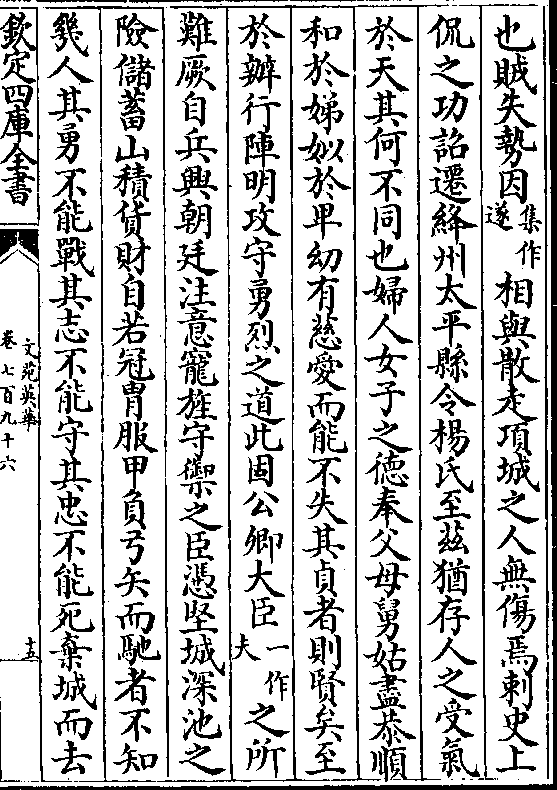 也賊失勢因集作遂相與散走項城之人無傷焉刺史上
侃之功詔遷絳州太平縣令楊氏至兹猶存人之受氣
於天其何不同也婦人女子之德奉父母舅姑盡恭順
和於娣姒於卑幼有慈愛而能不失其貞者則賢矣至
於辦行陣明攻守勇烈之道此固公卿大臣一作夫之所
難厥自兵興朝廷注意寵旌守禦之臣憑堅城深池之
險儲蓄山積貨財自若冠胄服甲負弓矢而馳者不知
幾人其勇不能戰其志不能守其忠不能死棄城而去
欽定四庫全書
文苑英華
卷七百九十六
十五